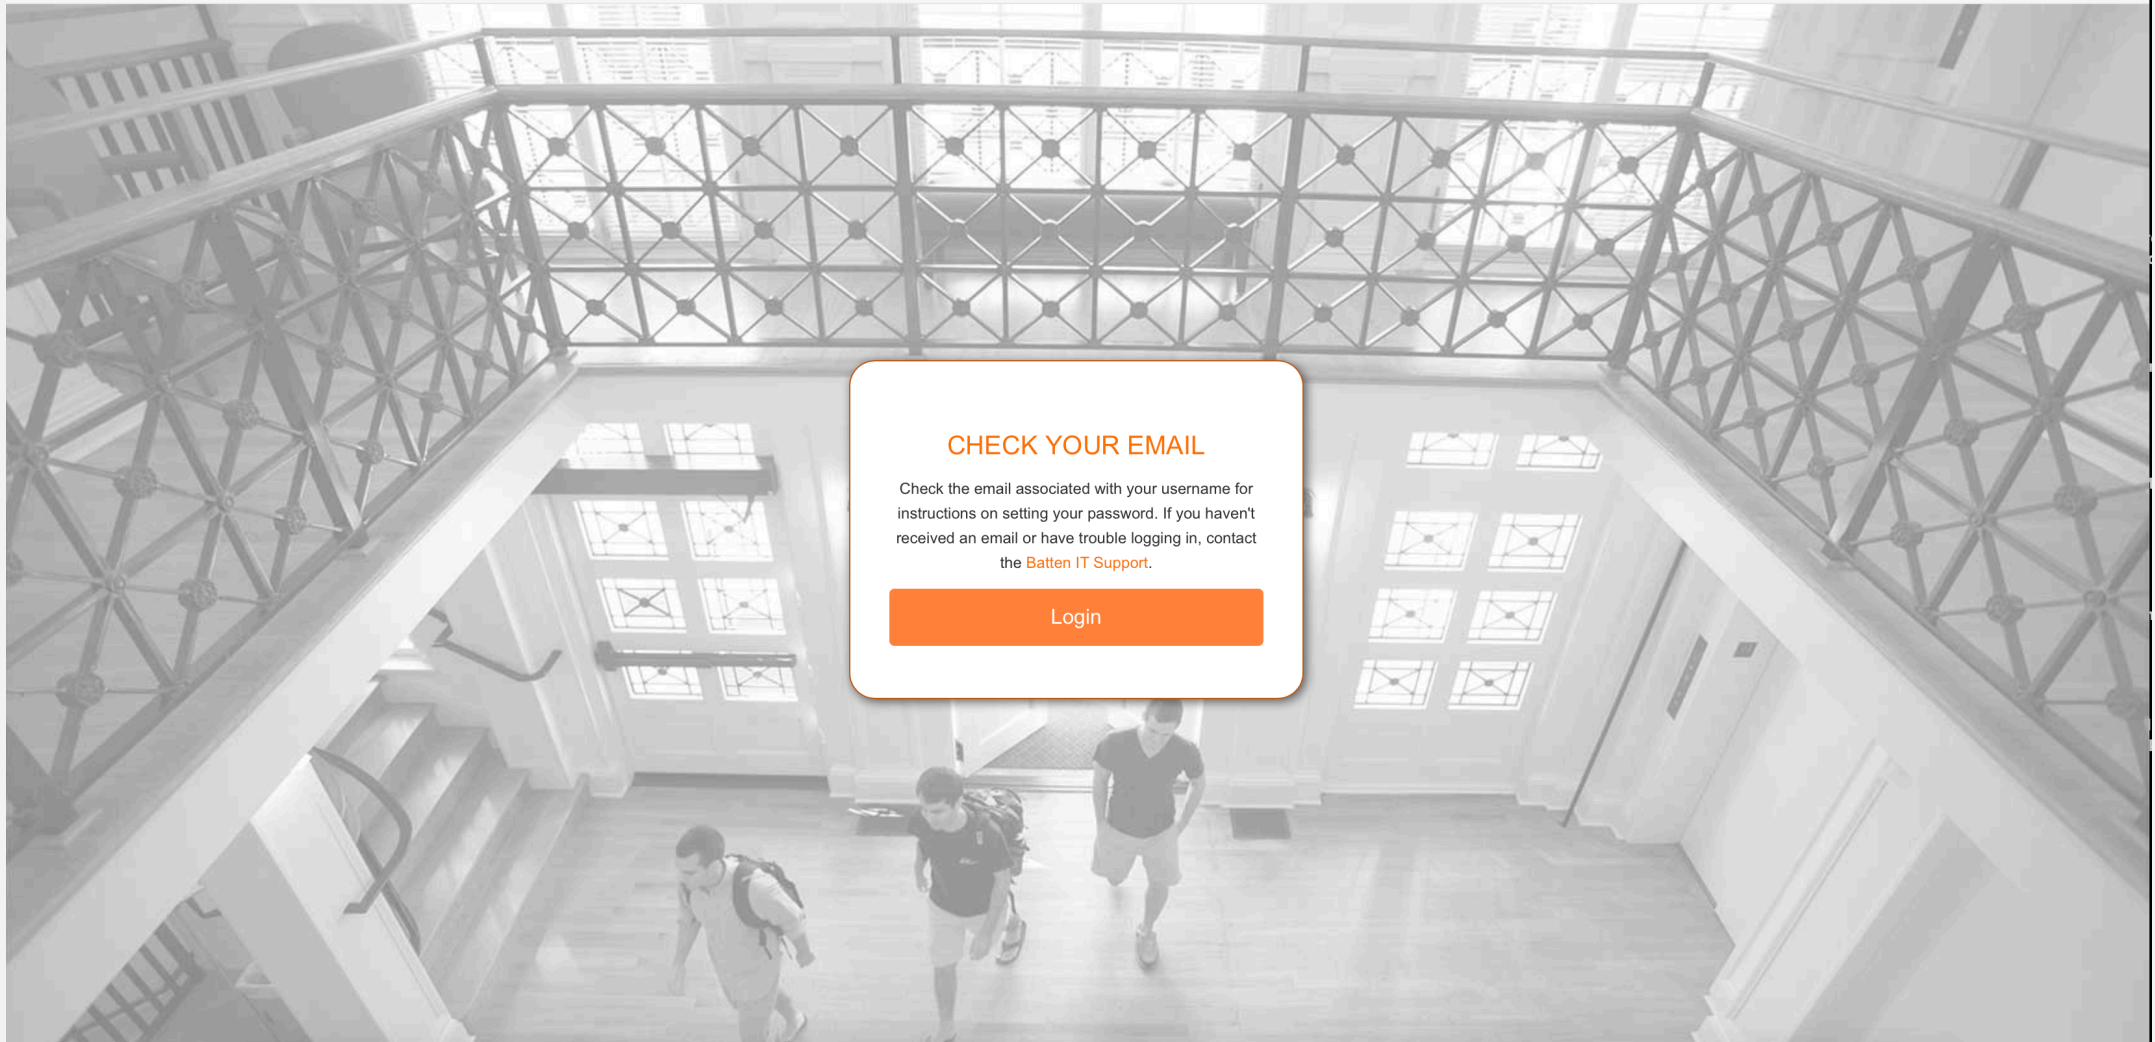 CHECK YOUR EMAIL
Check the email associated with your username for
instructions on setting your password. If you haven't
received an email or have trouble logging in, contact
the Batten IT Support.
Login